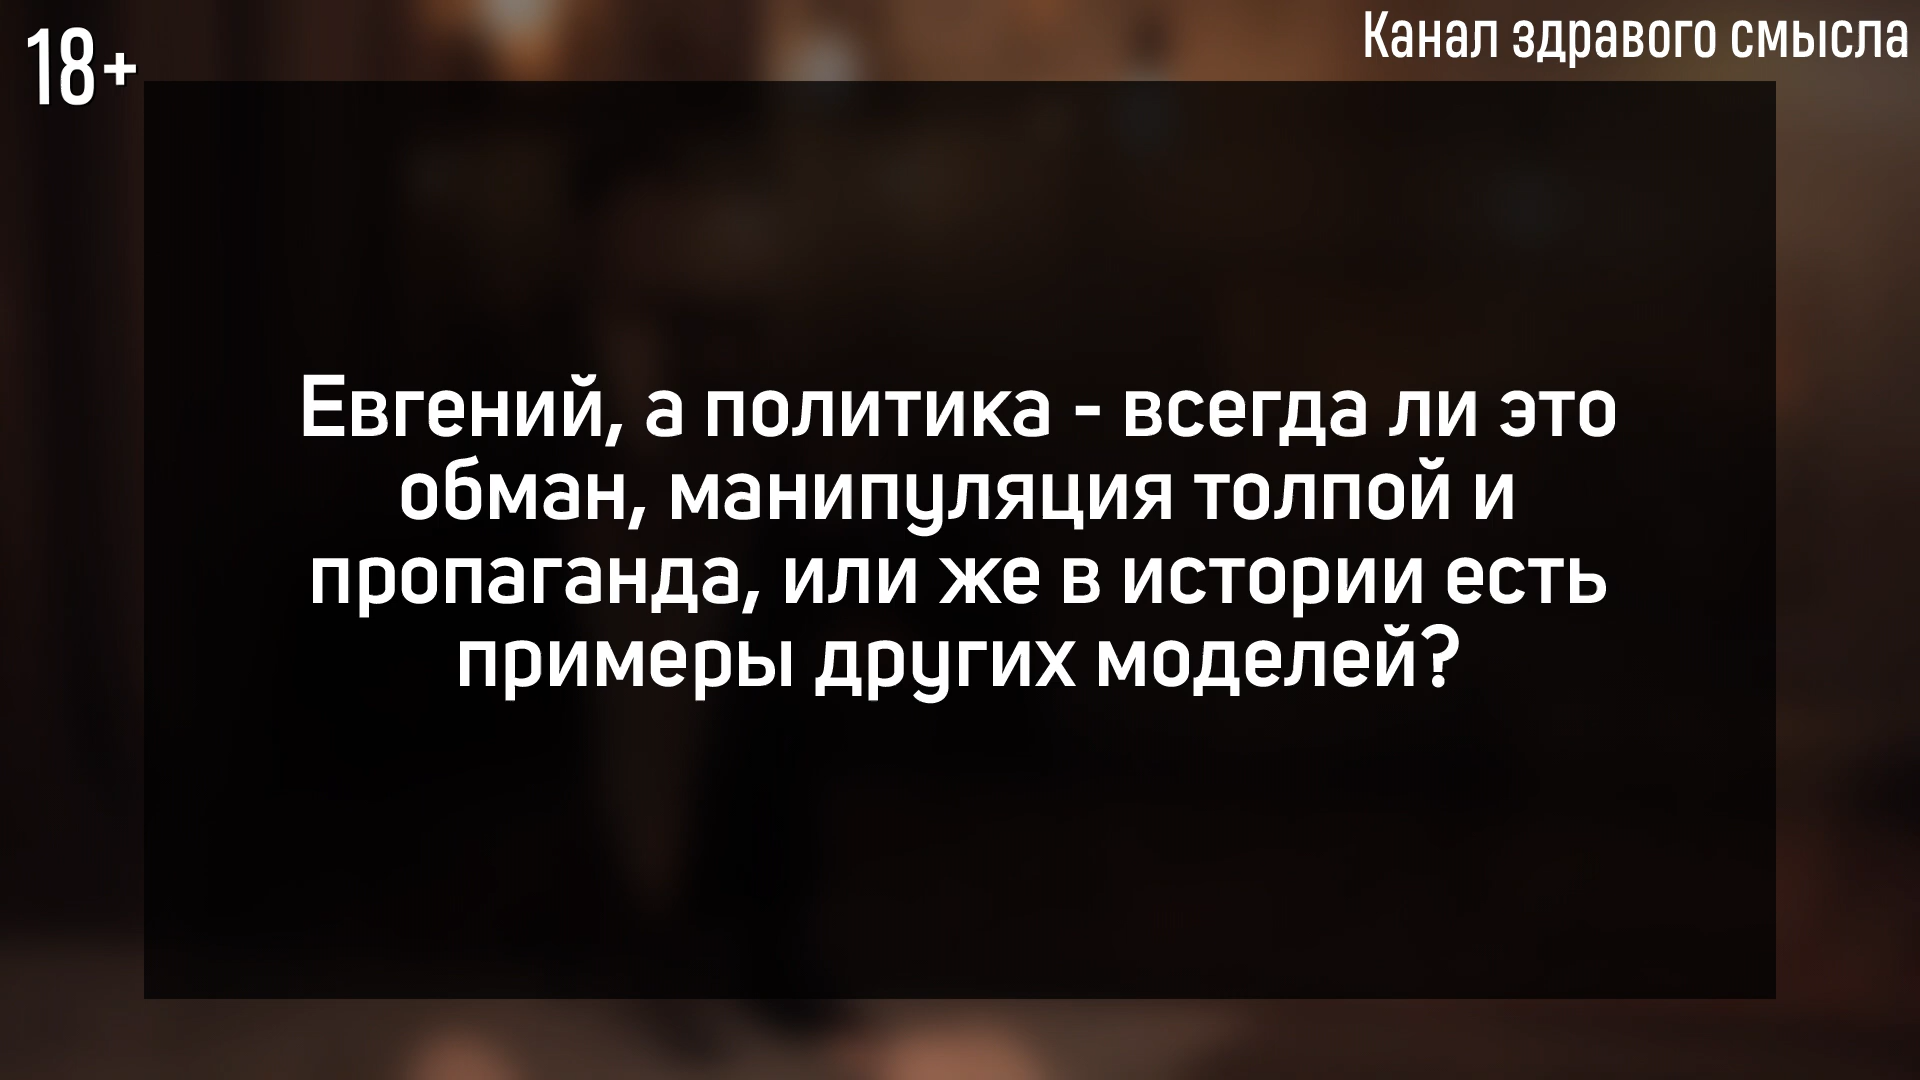 18+
Канал здравого смысла
Евгений, а политика - всегда ли это
обман, манипуляция толпой и
пропаганда, или же в истории есть
примеры других моделей?